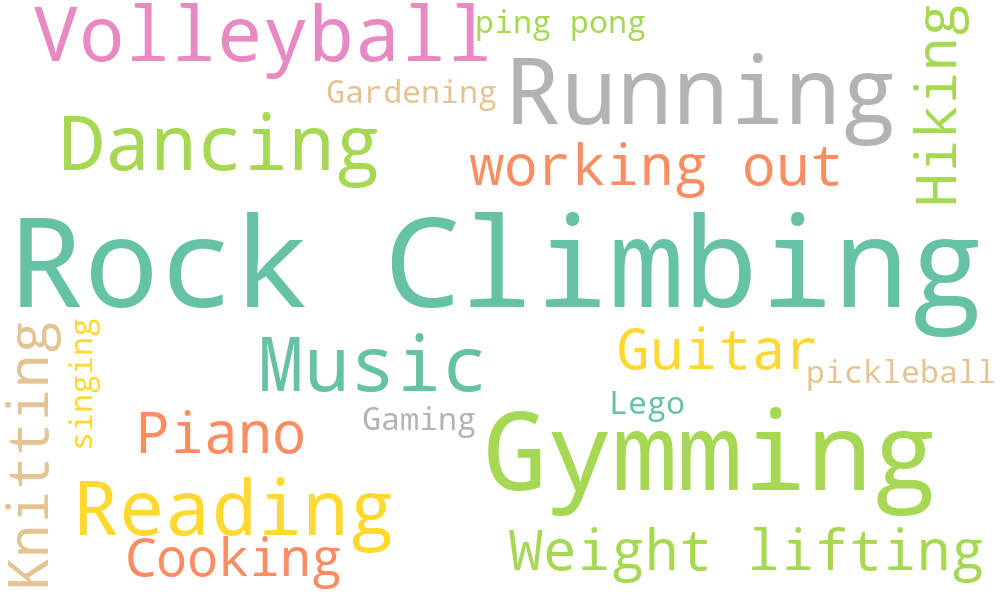 Volleyball
ping pong
Hiking
Running
Gardening
Dancing
working out
Rock Climbing
Knitting
singing
Music
Guitar
pickleball
Lego
Piano
Gaming
Gymming
Reading
Cooking
Weight lifting